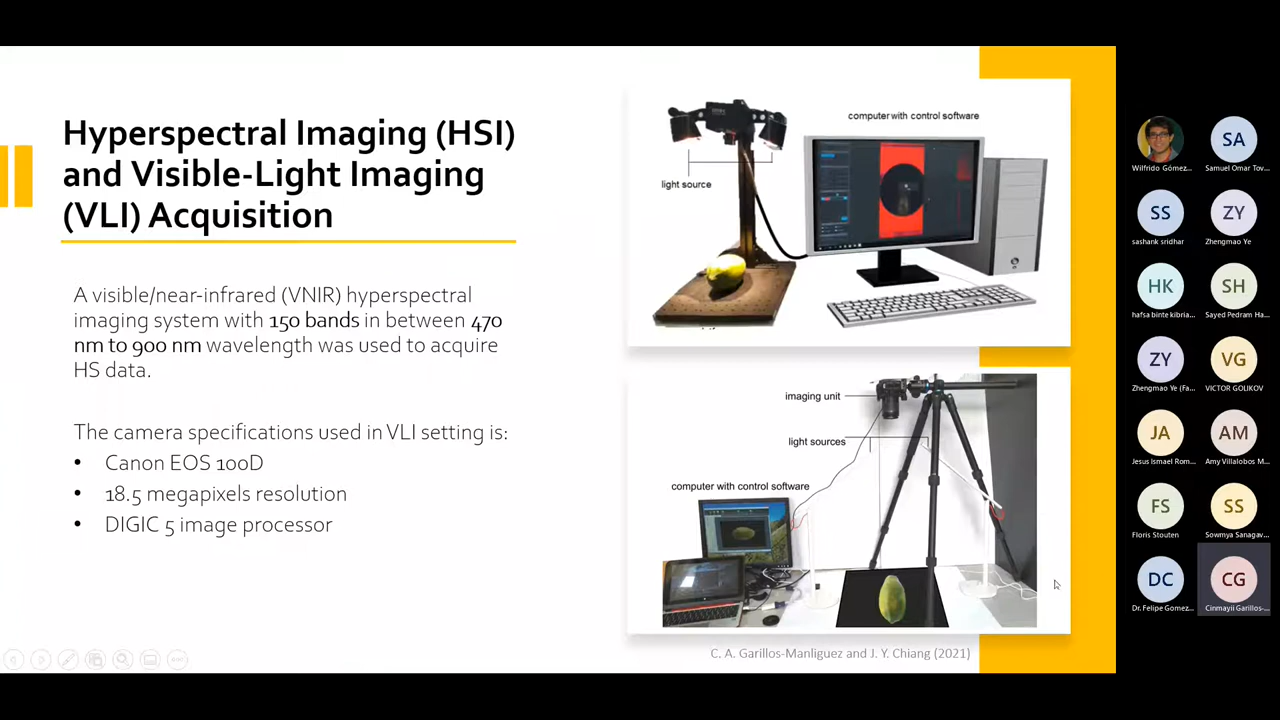 Hyperspectral Imaging (HSI)
and Visible-Light Imaging
(VLI) Acquisition
A visible/near-infrared (VNIR) hyperspectral
imaging system with 150 bands in between 470
nm to 900 nm wavelength was used to acquire
HS data.
The camera specifications used in VLI setting is:
• Canon EOS 100D
• 18.5 megapixels resolution
• DIGIC 5 image processor
computer with control software
light source
imaging unit
light sources
computer with control software
C. A. Garillos-Manliguez and J. Y. Chiang (2021)
Wilfrido Gómez...
SA
Samuel Omar Tov...
SS
sashank sridhar
ZY
Zhengmao Ye
HK
hafsa binte kibria...
SH
Sayed Pedram Ha...
ZY
Zhengmao Ye (Fa...
VG
VICTOR GOLIKOV
JA
Jesus Ismael Rom...
AM
Amy Villalobos M...
FS
Floris Stouten
SS
Sowmya Sanagav...
DC
Dr. Felipe Gomez...
CG
Cinmayii Garillos-...